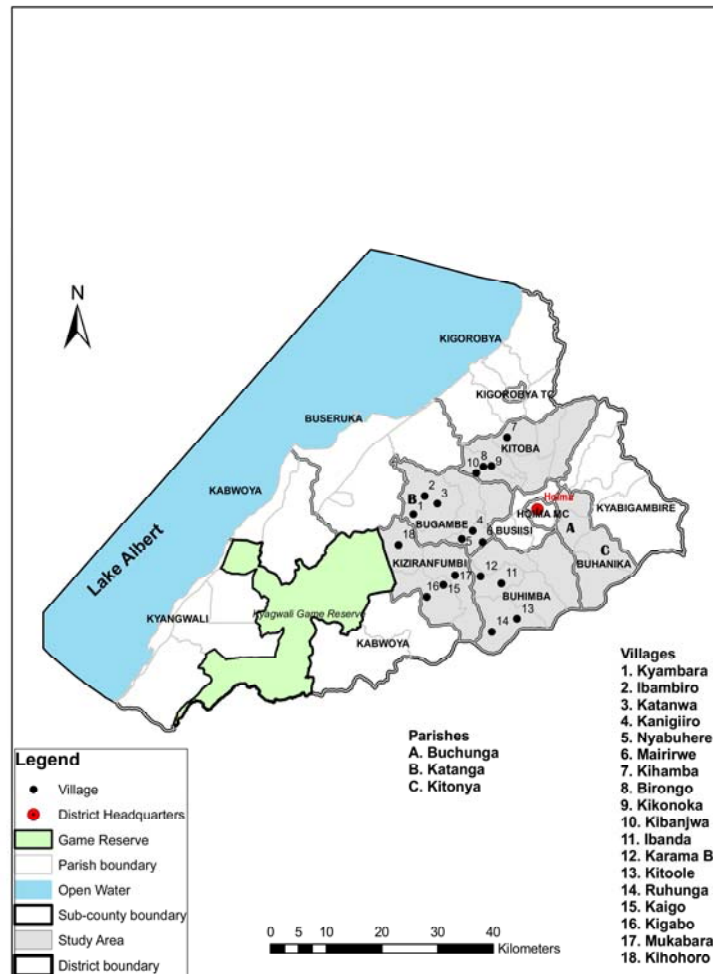 N
KIGOROBYA
KIGOROBYA TC
BUSERUKA
7
KITOBA
8
9
10
KABWOYA
2
B
3
1
Hoima
HOIMA MC
KYABIGAMBIRE
BUGAMBE
4
BUSIISI
A
5
6
Lake Albert
18
KIZIRANFUMBI
C
BUHANIKA
17
12
11
16
15
BUHIMBA
Kyagwali Game Reserve
KYANGWALI
13
KABWOYA
14
Villages
1. Kyambara
2. Ibambiro
3. Katanwa
4. Kanigiiro
5. Nyabuhere
6. Mairirwe
7. Kihamba
8. Birongo
9. Kikonoka
10. Kibanjwa
11. Ibanda
12. Karama B
13. Kitoole
14. Ruhunga
15. Kaigo
16. Kigabo
17. Mukabara
18. Kihohoro
Parishes
A. Buchunga
B. Katanga
C. Kitonya
Legend
Village
District Headquarters
Game Reserve
Parish boundary
Open Water
Sub-county boundary
Study Area
District boundary
0 5 10 20 30 40
Kilometers